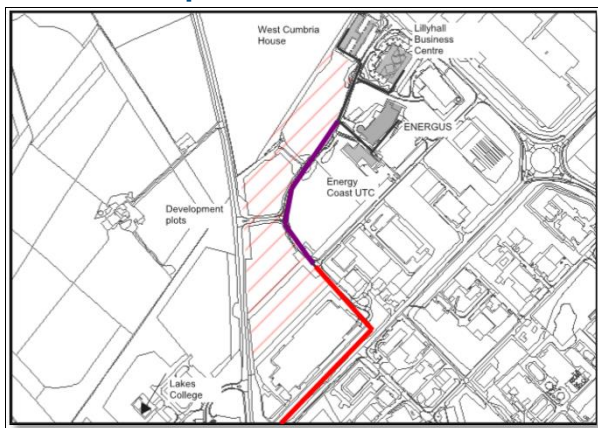 West Cumbria
House
Lillyhall
Business
Centre
ENERGUS
Energy
Coast UTC
Development
plots
Lakes
College